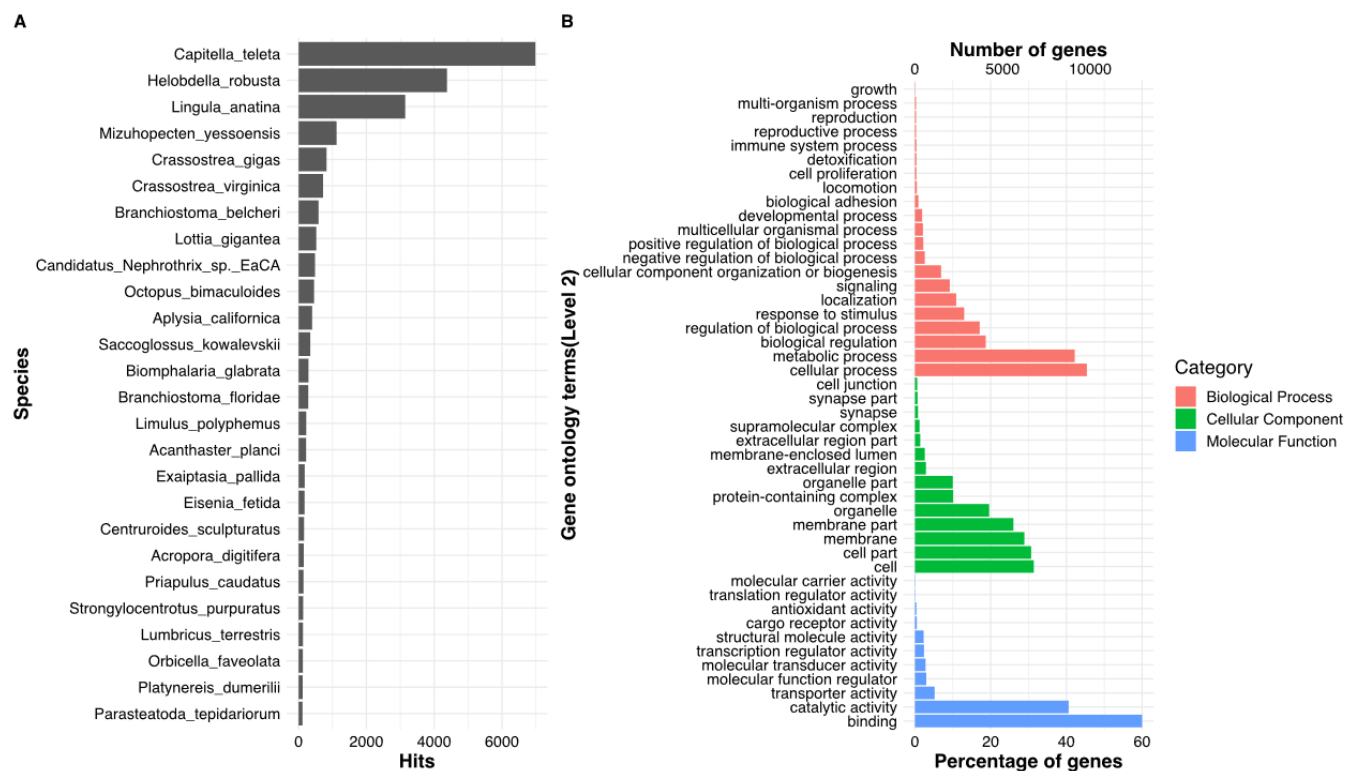 A
Species
Capitella_teleta
Helobdella_robusta
Lingula_anatina
Mizuhopecten_yessoensis
Crassostrea_gigas
Crassostrea_virginica
Branchiostoma_belcheri
Lottia_gigantea
Candidatus_Nephrothrix_sp._EaCA
Octopus_bimaculoides
Aplysia_californica
Saccoglossus_kowalevskii
Biomphalaria_glabrata
Branchiostoma_floridae
Limulus_polyphemus
Acanthaster_planci
Exaiptasia_pallida
Eisenia_fetida
Centruroides_sculpturatus
Acropora_digitifera
Priapulus_caudatus
Strongylocentrotus_purpuratus
Lumbricus_terrestris
Orbicella_faveolata
Platynereis_dumerilii
Parasteatoda_tepidariorum
0 2000 4000 6000
Hits
B
Number of genes
0 5000 10000
Gene ontology terms(Level 2)
growth
multi-organism process
reproduction
reproductive process
immune system process
detoxification
cell proliferation
locomotion
biological adhesion
developmental process
multicellular organismal process
positive regulation of biological process
negative regulation of biological process
cellular component organization or biogenesis
signaling
localization
response to stimulus
regulation of biological process
biological regulation
metabolic process
cellular process
cell junction
synapse part
synapse
supramolecular complex
extracellular region part
membrane-enclosed lumen
extracellular region
organelle part
protein-containing complex
organelle
membrane part
membrane
cell part
cell
molecular carrier activity
translation regulator activity
antioxidant activity
cargo receptor activity
structural molecule activity
transcription regulator activity
molecular transducer activity
molecular function regulator
transporter activity
catalytic activity
binding
0 20 40 60
Percentage of genes
Category
Biological Process
Cellular Component
Molecular Function